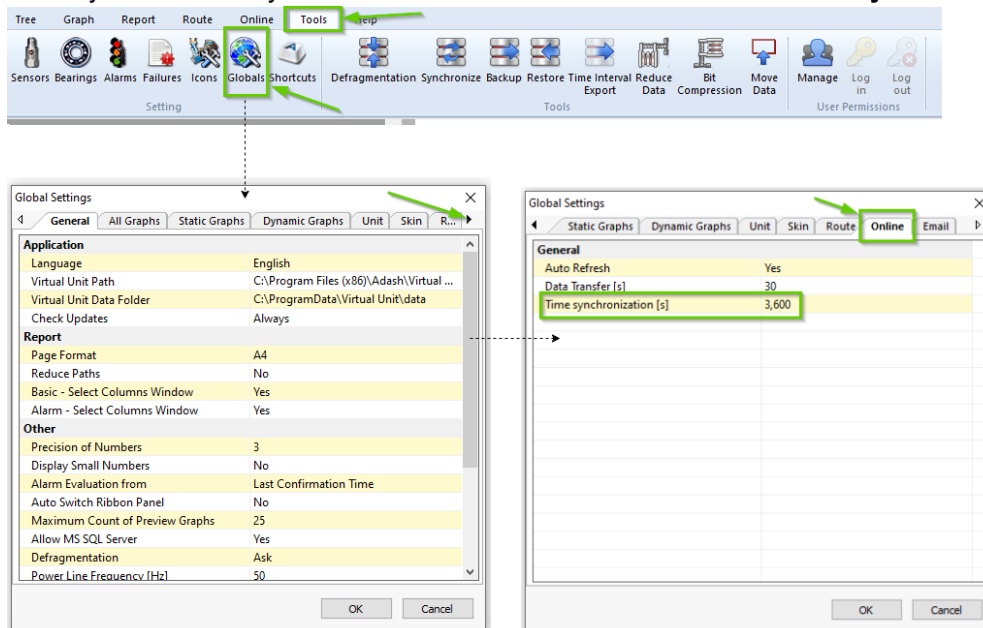 Tree Graph Report Route Online Tools Help
Sensors Bearings Alarms Failures Icons Globals Shortcuts Defragmentation Synchronize Backup Restore Time Interval Export Reduce Data Bit Compression Move Data Manage Log in Log out
Setting Tools User Permissions
Global Settings
General All Graphs Static Graphs Dynamic Graphs Unit Skin R...
Application
Language English
Virtual Unit Path C:\Program Files (x86)\Adash\Virtual ...
Virtual Unit Data Folder C:\ProgramData\Virtual Unit\data
Check Updates Always
Report
Page Format A4
Reduce Paths No
Basic - Select Columns Window Yes
Alarm - Select Columns Window Yes
Other
Precision of Numbers 3
Display Small Numbers No
Alarm Evaluation from Last Confirmation Time
Auto Switch Ribbon Panel No
Maximum Count of Preview Graphs 25
Allow MS SQL Server Yes
Defragmentation Ask
Power Line Frequency [Hz] 50
OK Cancel
Global Settings
Static Graphs Dynamic Graphs Unit Skin Route Online Email
General
Auto Refresh Yes
Data Transfer [s] 30
Time synchronization [s] 3,600
OK Cancel